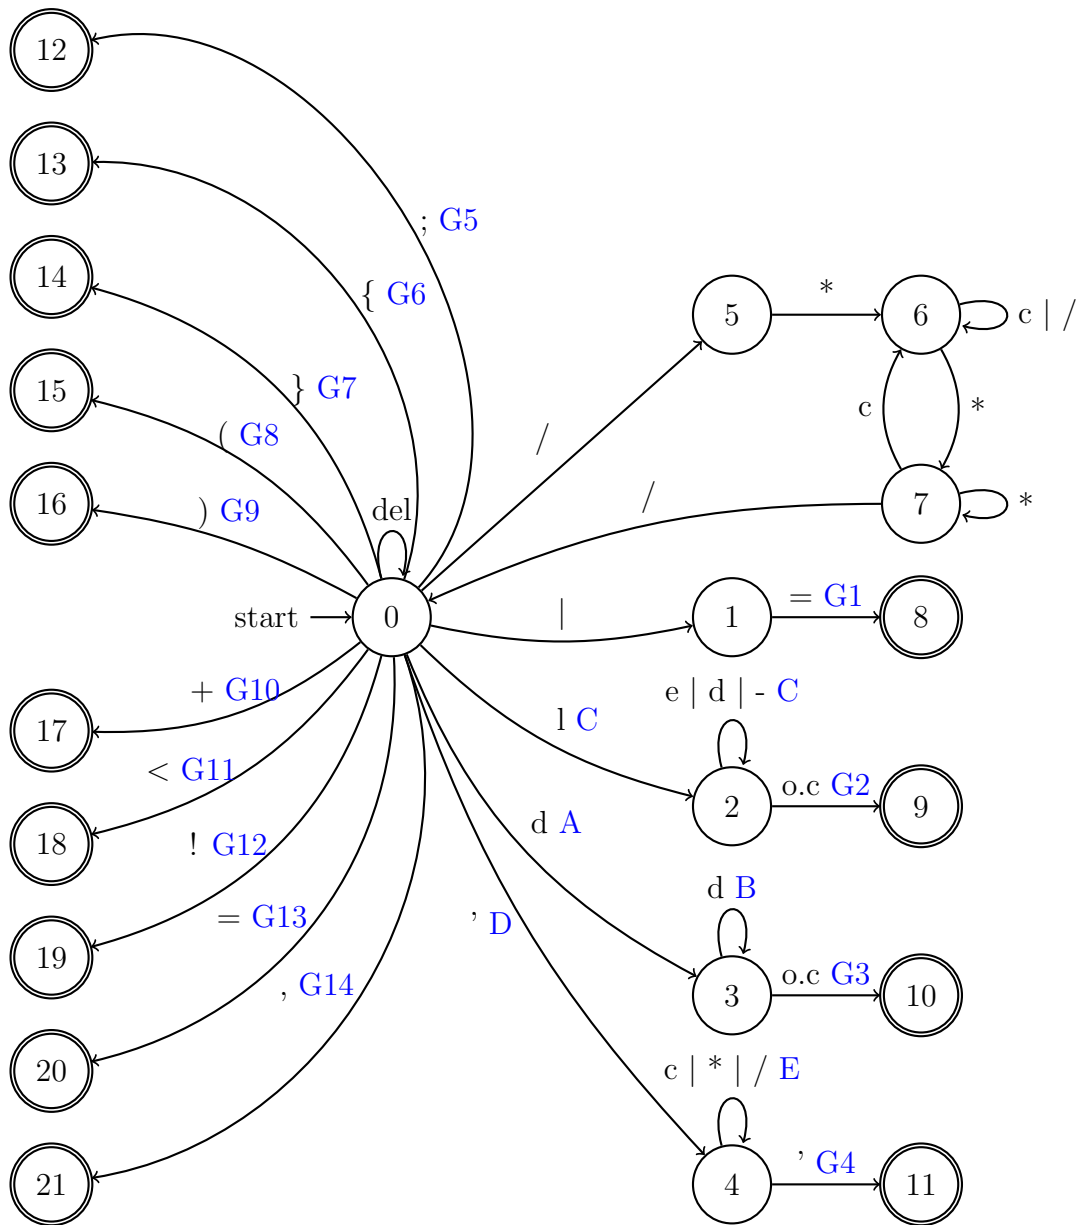 12
13
; G5
14
{ G6
5
*
6
c | /
} G7
15
( G8
c
*
/
16
) G9
/
7
*
del
start
0
|
1
= G1
8
+ G10
e | d | - C
17
l C
< G11
2
o.c G2
9
18
! G12
d A
d B
= G13
' D
19
, G14
3
o.c G3
10
20
c | * | / E
21
4
' G4
11